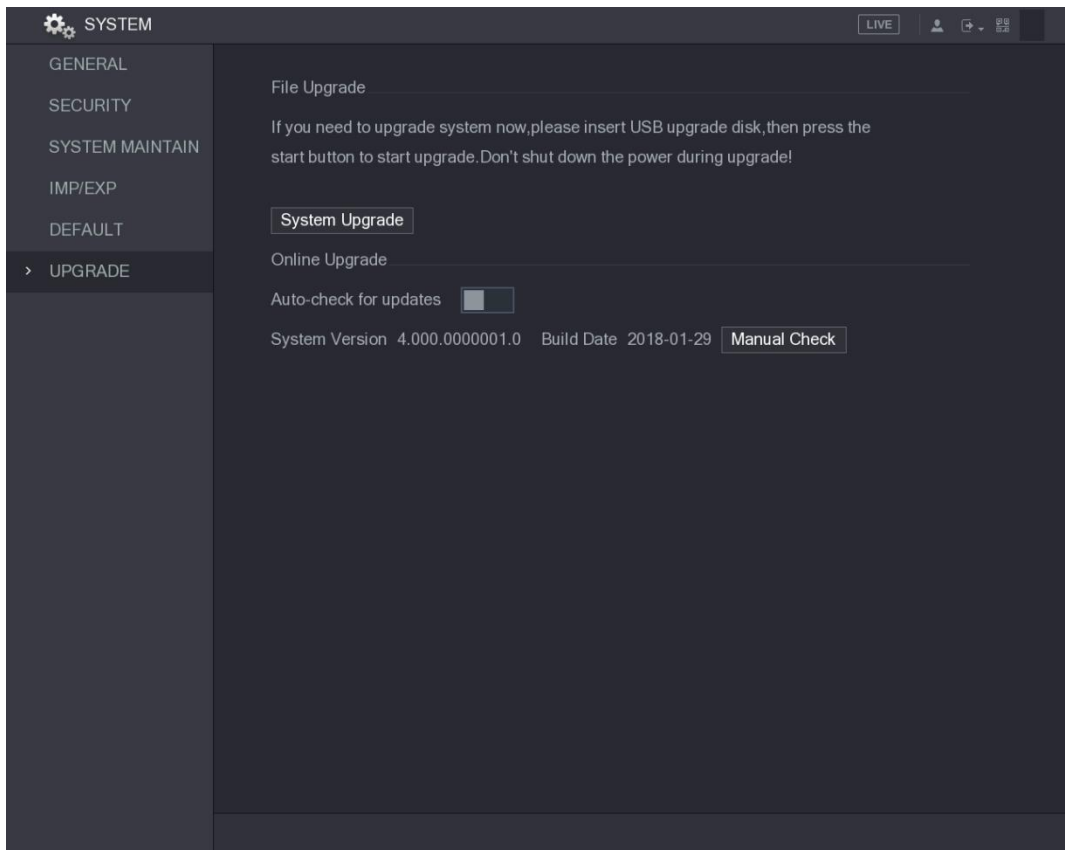 SYSTEM
LIVE
GENERAL
SECURITY
SYSTEM MAINTAIN
IMP/EXP
DEFAULT
UPGRADE
File Upgrade
If you need to upgrade system now,please insert USB upgrade disk,then press the
start button to start upgrade.Don't shut down the power during upgrade!
System Upgrade
Online Upgrade
Auto-check for updates
System Version 4.000.0000001.0 Build Date 2018-01-29 Manual Check